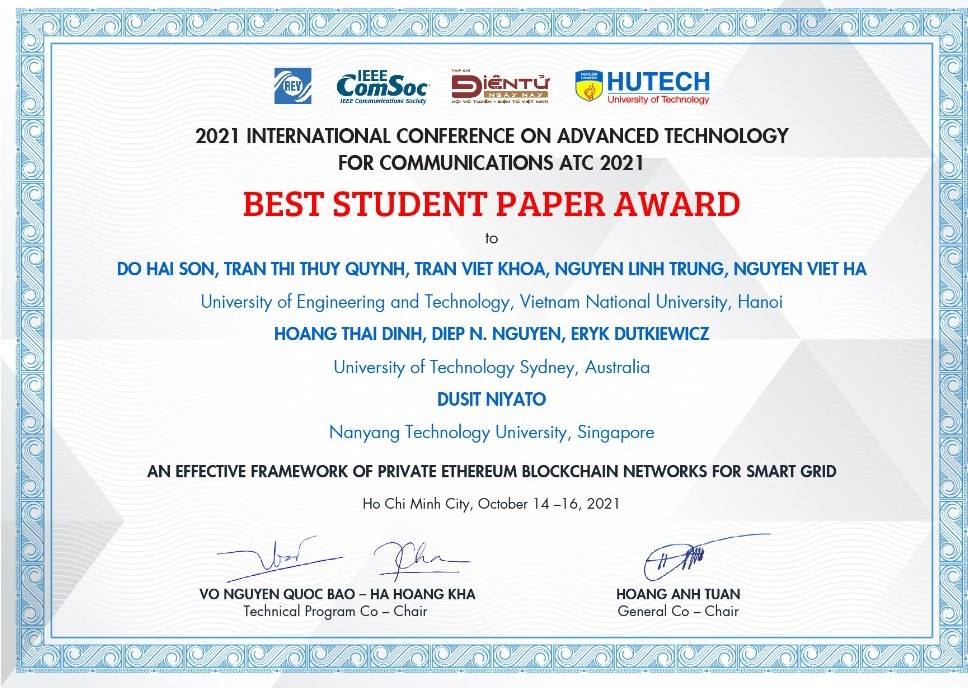 REV
IEEE
ComSoc
IEEE Communications Society
TẠP CHÍ
ĐIỆN TỬ
NGÀY NAY
HỘI VÔ TUYẾN - ĐIỆN TỬ VIỆT NAM
HUTECH
University of Technology
2021 INTERNATIONAL CONFERENCE ON ADVANCED TECHNOLOGY
FOR COMMUNICATIONS ATC 2021
BEST STUDENT PAPER AWARD
to
DO HAI SON, TRAN THI THUY QUYNH, TRAN VIET KHOA, NGUYEN LINH TRUNG, NGUYEN VIET HA
University of Engineering and Technology, Vietnam National University, Hanoi
HOANG THAI DINH, DIEP N. NGUYEN, ERYK DUTKIEWICZ
University of Technology Sydney, Australia
DUSIT NIYATO
Nanyang Technology University, Singapore
AN EFFECTIVE FRAMEWORK OF PRIVATE ETHEREUM BLOCKCHAIN NETWORKS FOR SMART GRID
Ho Chi Minh City, October 14 –16, 2021
VO NGUYEN QUOC BAO – HA HOANG KHA
Technical Program Co – Chair
HOANG ANH TUAN
General Co – Chair